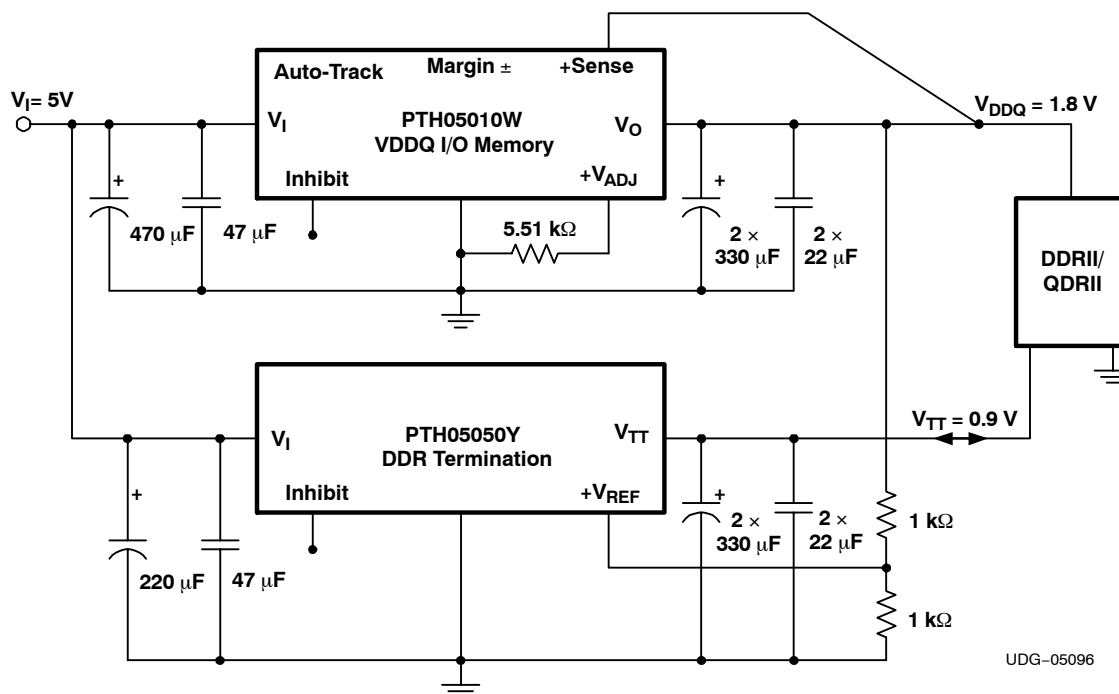 Auto-Track Margin ± +Sense
VI= 5V
VI
PTH05010W
VDDQ I/O Memory
VO
VDDQ = 1.8 V
Inhibit
+VADJ
+
470 μF
47 μF
5.51 kΩ
+
2 ×
330 μF
2 ×
22 μF
DDRII/
QDRII
VI
PTH05050Y
DDR Termination
VTT
VTT = 0.9 V
Inhibit
+VREF
+
220 μF
47 μF
+
2 ×
330 μF
2 ×
22 μF
1 kΩ
1 kΩ
UDG–05096